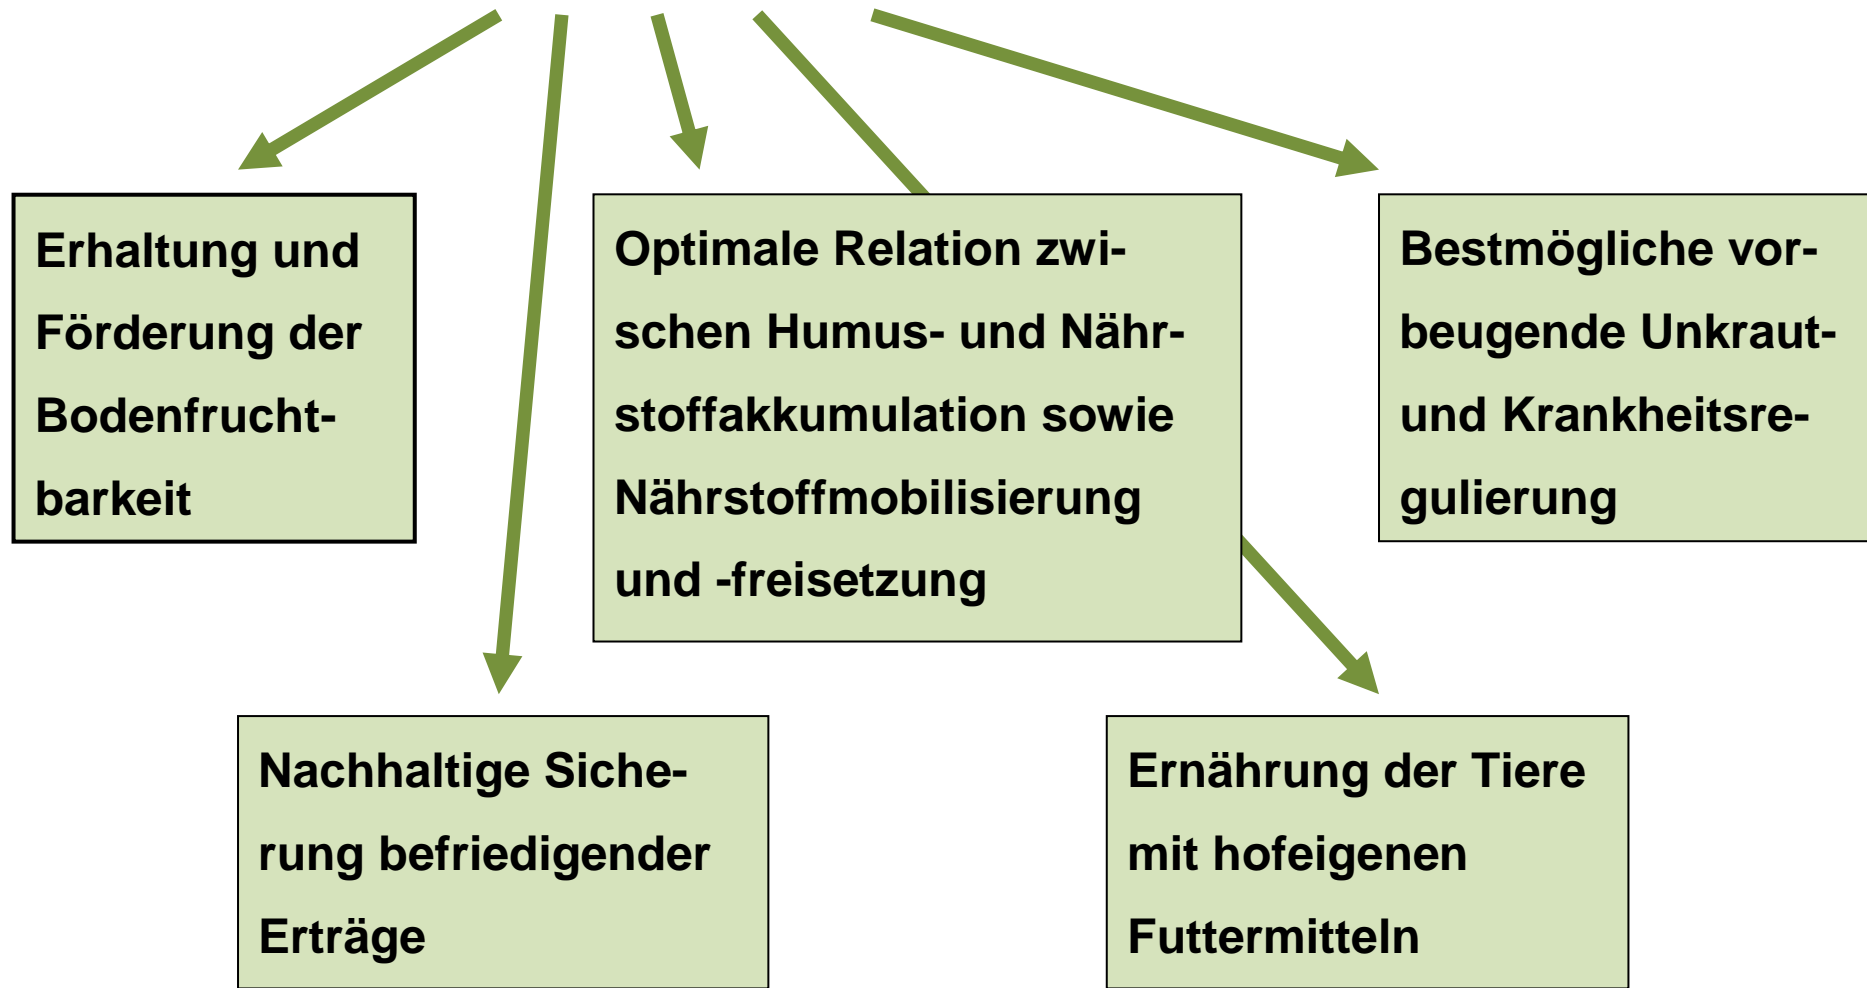 Erhaltung und
Förderung der
Bodenfrucht-
barkeit
Optimale Relation zwi-
schen Humus- und Nähr-
stoffakkumulation sowie
Nährstoffmobilisierung
und -freisetzung
Bestmögliche vor-
beugende Unkraut-
und Krankheitsre-
gulierung
Nachhaltige Siche-
rung befriedigender
Erträge
Ernährung der Tiere
mit hofeigenen
Futtermitteln